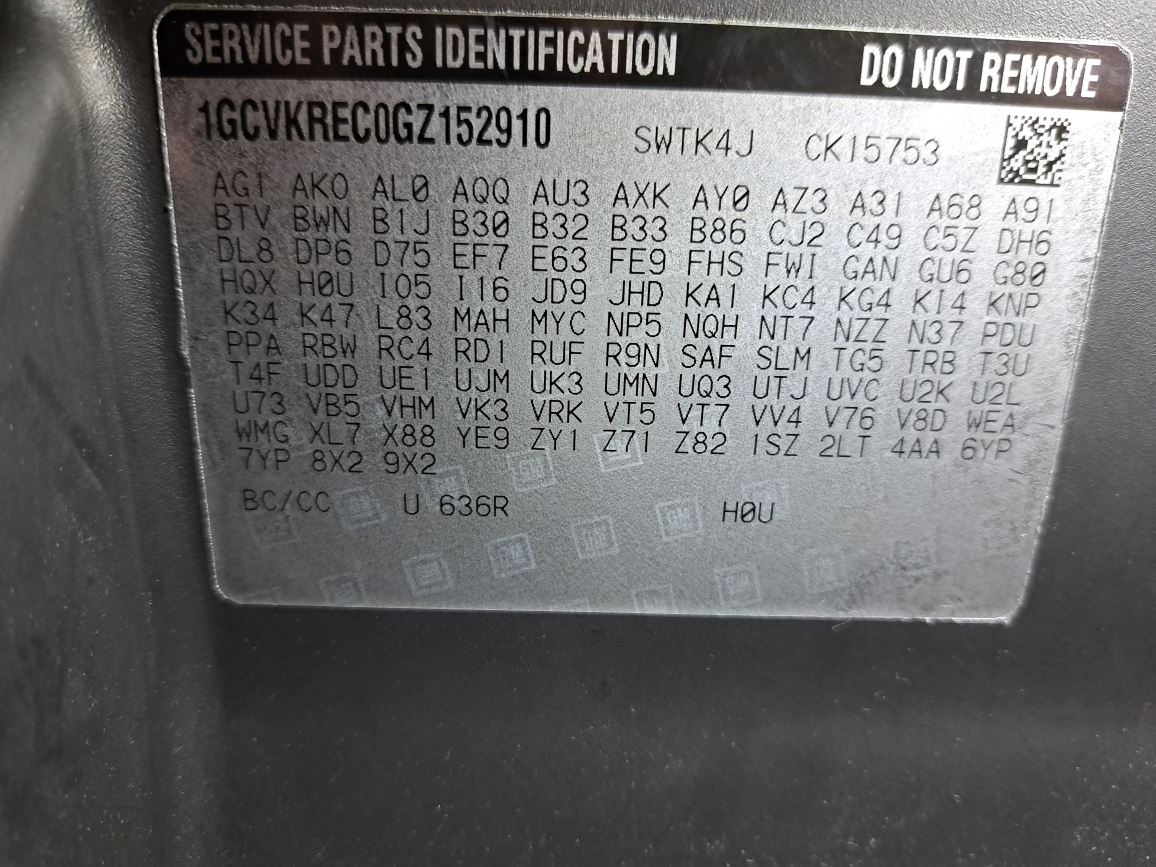 SERVICE PARTS IDENTIFICATION DO NOT REMOVE
1GCVKREC0GZ152910 SWTK4J CK15753
AG1 AKO AL0 AQQ AU3 AXK AY0 AZ3 A31 A68 A91
BTV BWN B1J B30 B32 B33 B86 CJ2 C49 C5Z DH6
DL8 DP6 D75 EF7 E63 FE9 FHS FWI GAN GU6 G80
HQX H0U I05 I16 JD9 JHD KA1 KC4 KG4 KI4 KNP
K34 K47 L83 MAH MYC NP5 NQH NT7 NZZ N37 PDU
PPA RBW RC4 RD1 RUF R9N SAF SLM TG5 TRB T3U
T4F UDD UE1 UJM UK3 UMN UQ3 UTJ UVC U2K U2L
U73 VB5 VHM VK3 VRK VT5 VT7 VV4 V76 V8D WEA
WMG XL7 X88 YE9 ZY1 Z71 Z82 1SZ 2LT 4AA 6YP
7YP 8X2 9X2
BC/CC U 636R H0U